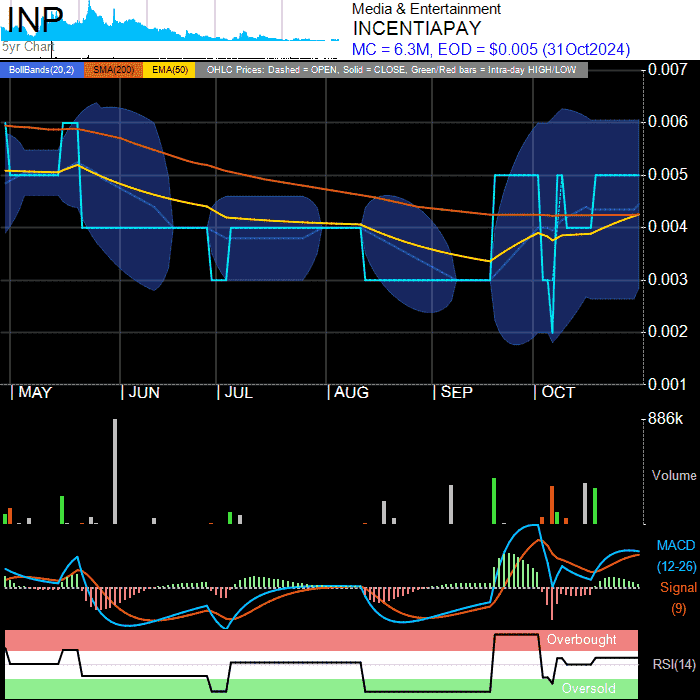 INP
5yr Chart
Media & Entertainment
INCENTIAPAY
MC = 6.3M, EOD = $0.005 (31Oct2024)
BollBands(20,2) SMA(200) EMA(50) OHLC Prices: Dashed = OPEN, Solid = CLOSE, Green/Red bars = Intra-day HIGH/LOW
0.007
0.006
0.005
0.004
0.003
0.002
0.001
MAY JUN JUL AUG SEP OCT
886k
Volume
MACD
(12-26)
Signal
(9)
Overbought
RSI(14)
Oversold